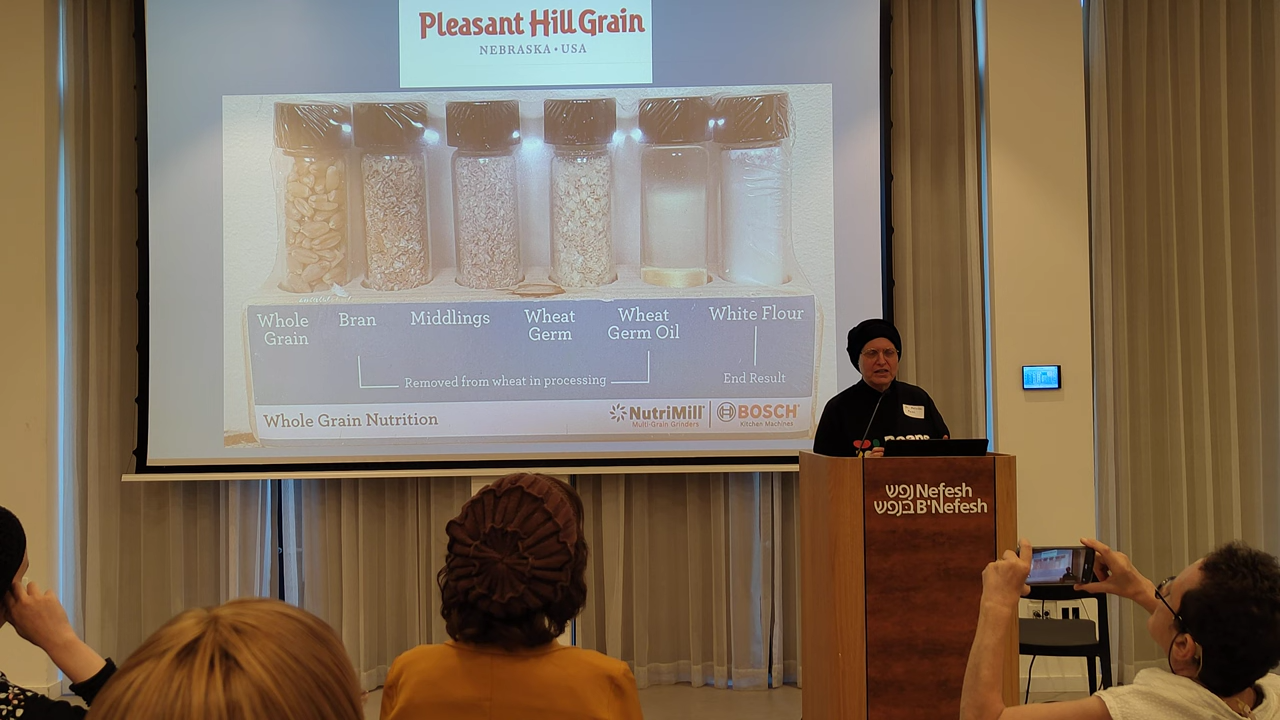 Pleasant Hill Grain
NEBRASKA • USA
Whole Grain
Bran
Middlings
Wheat Germ
Wheat Germ Oil
White Flour
Removed from wheat in processing
End Result
Whole Grain Nutrition
NutriMill
Multi-Grain Grinders
BOSCH
Kitchen Machines
Beans
נפש Nefesh
בנפש B'Nefesh